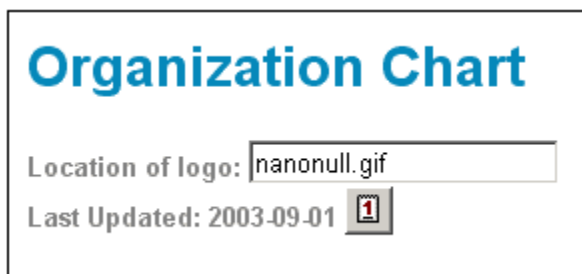 Organization Chart
Location of logo: nanonull.gif
Last Updated: 2003-09-01 1